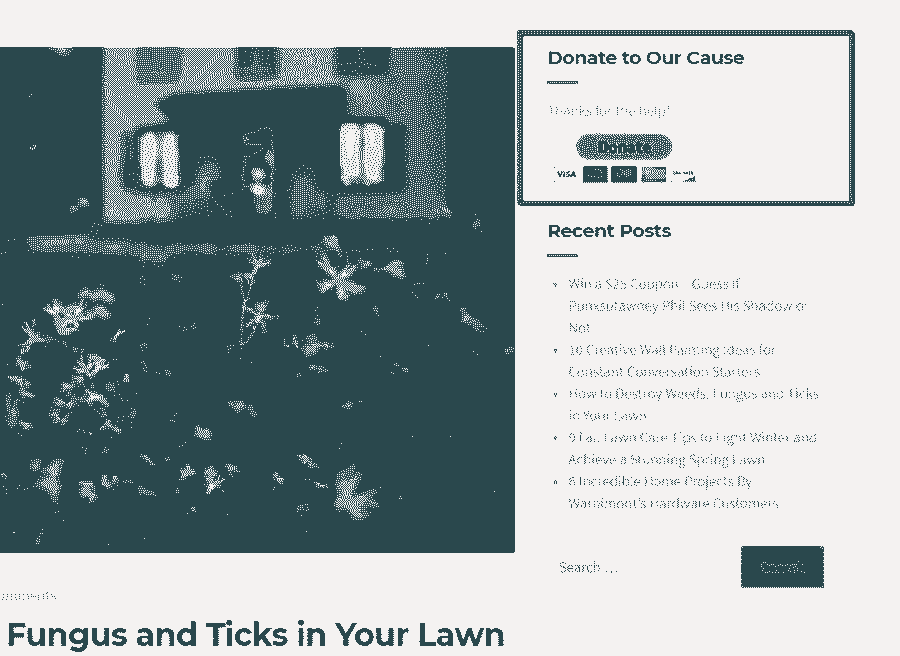 Donate to Our Cause
Thanks for the help!
Donate
VISA
Recent Posts
Win a $25 Coupon - Guess if
Punxsutawney Phil Sees His Shadow or
Not
10 Creative Wall Painting Ideas for
Constant Conversation Starters
How to Destroy Weeds, Fungus and Ticks
in Your Lawn
9 Fall Lawn Care Tips to Fight Winter and
Achieve a Stunning Spring Lawn
6 Incredible Home Projects By
Warnimont's Hardware Customers
Search …
Search
omments
Fungus and Ticks in Your Lawn